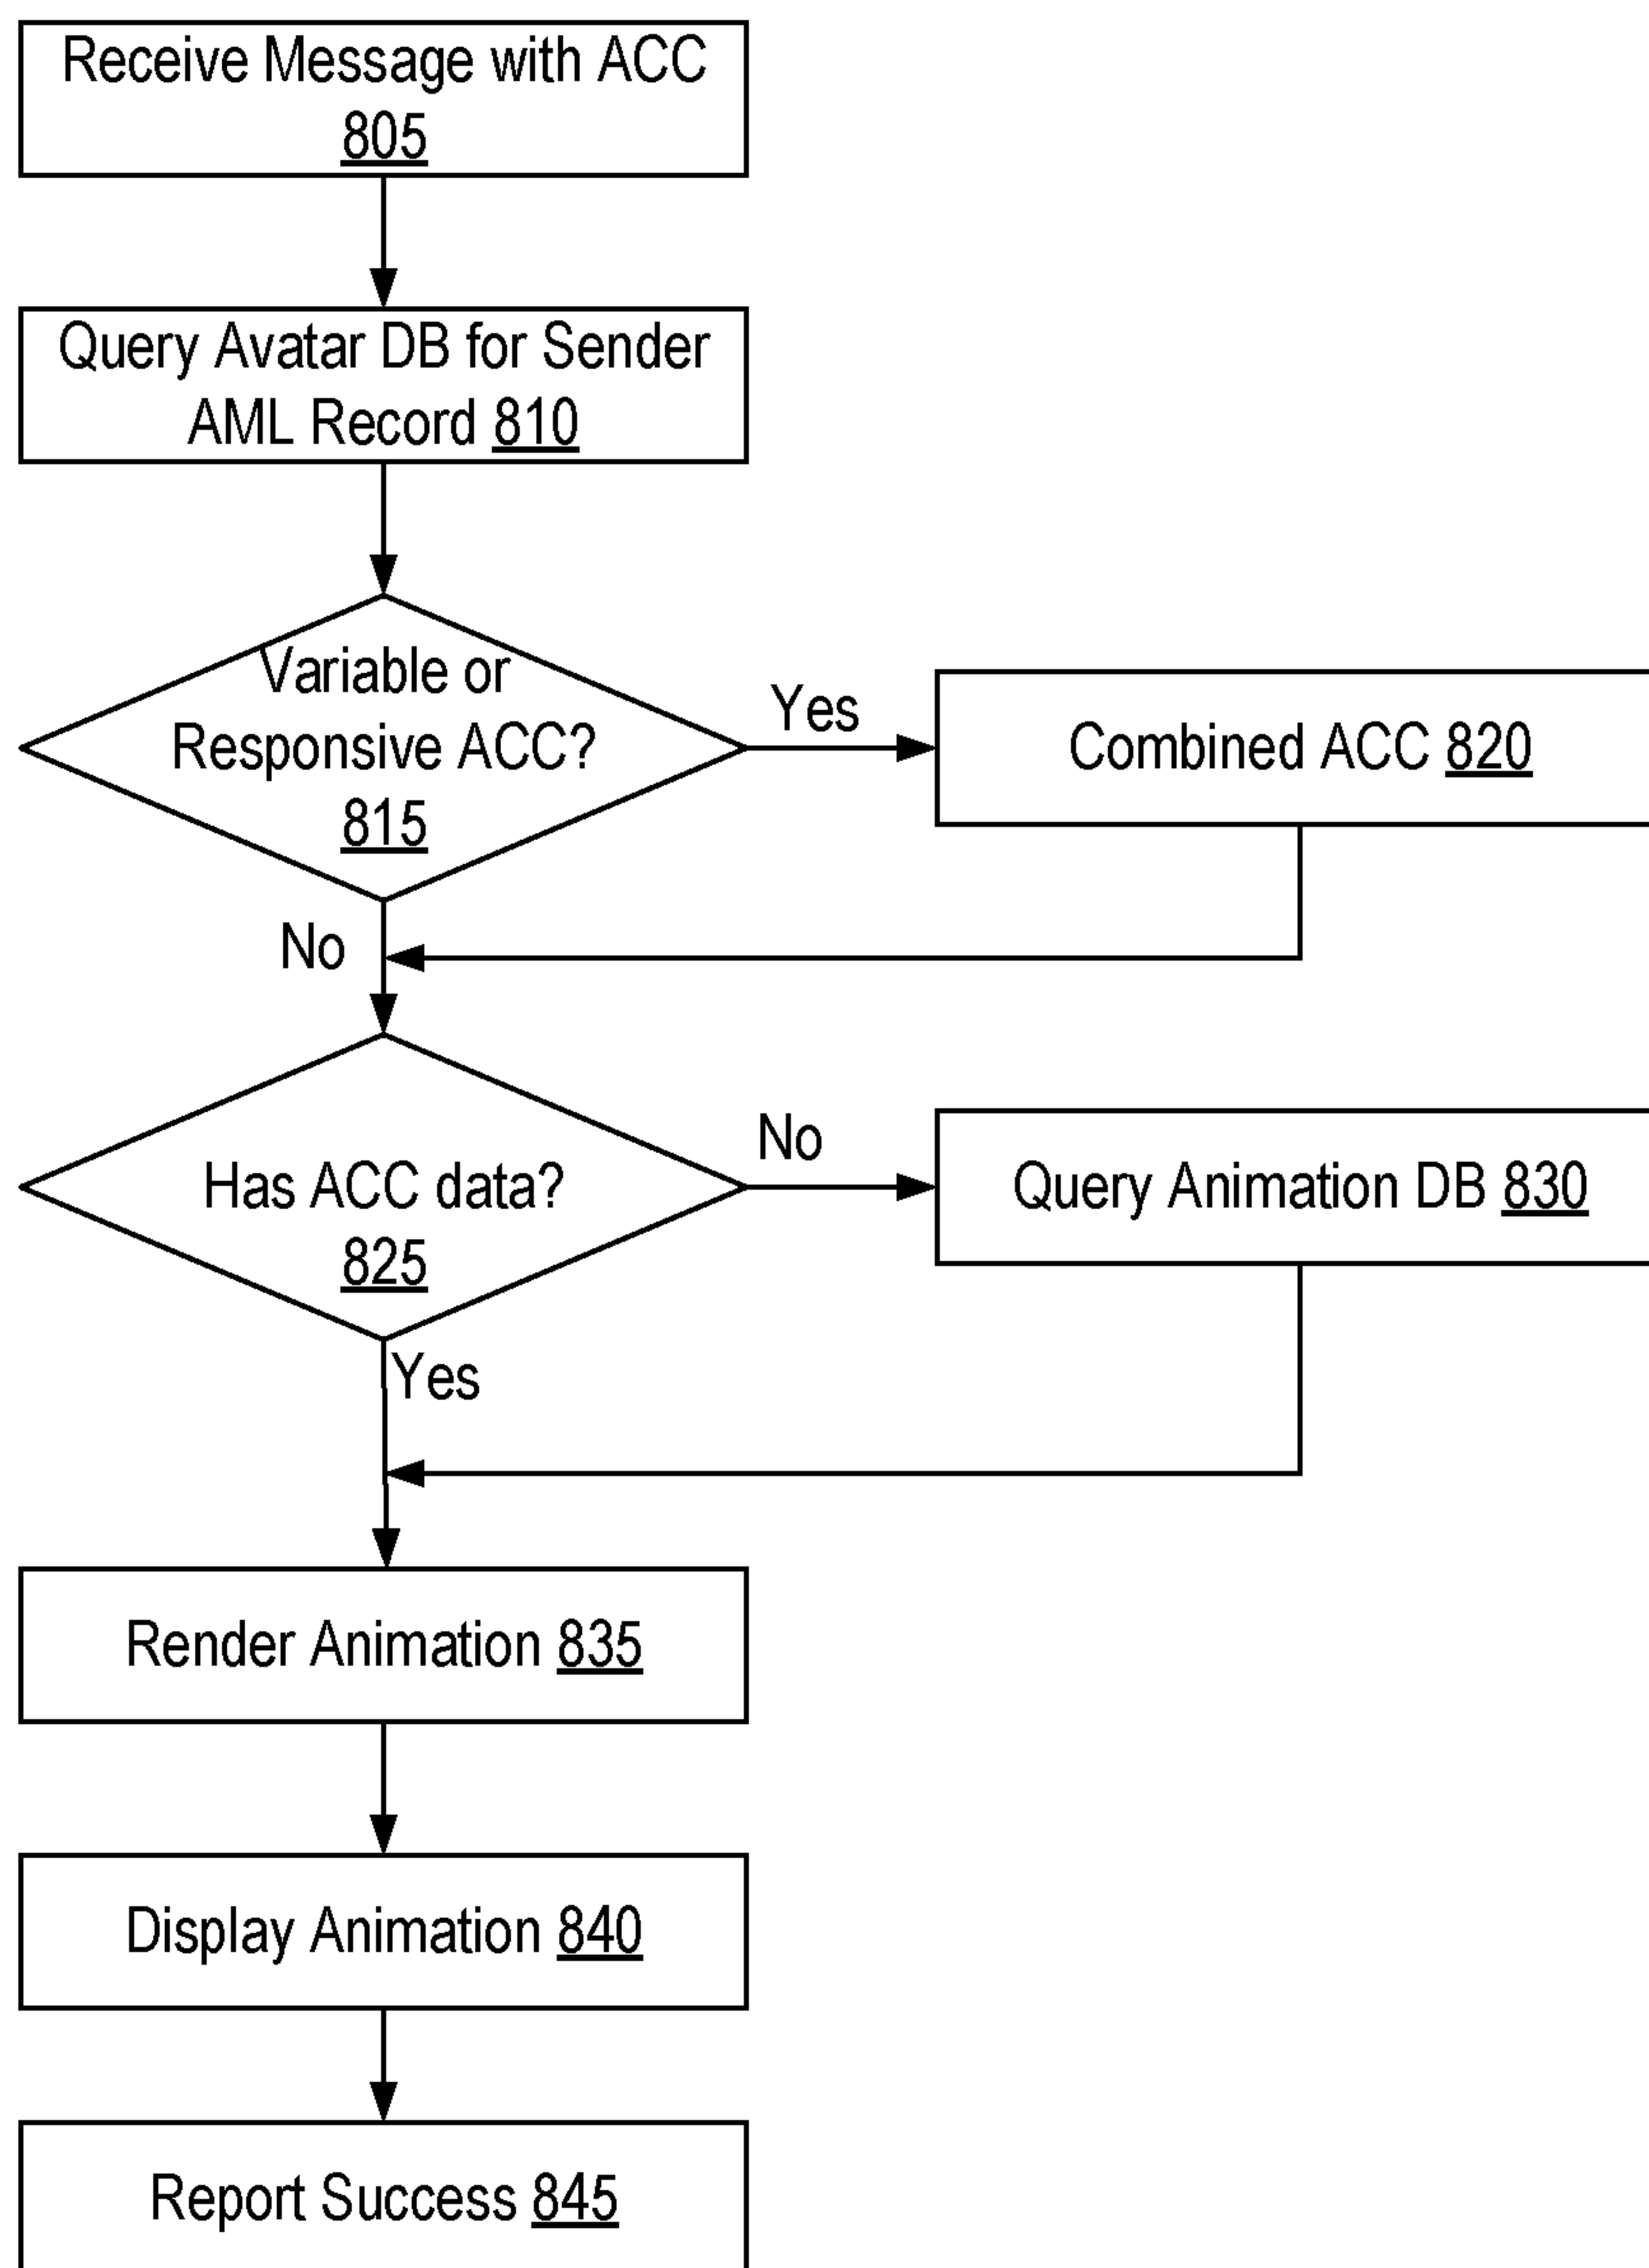 Receive Message with ACC
805
Query Avatar DB for Sender
AML Record 810
Variable or
Responsive ACC?
815
Yes
Combined ACC 820
No
Has ACC data?
825
No
Query Animation DB 830
Yes
Render Animation 835
Display Animation 840
Report Success 845